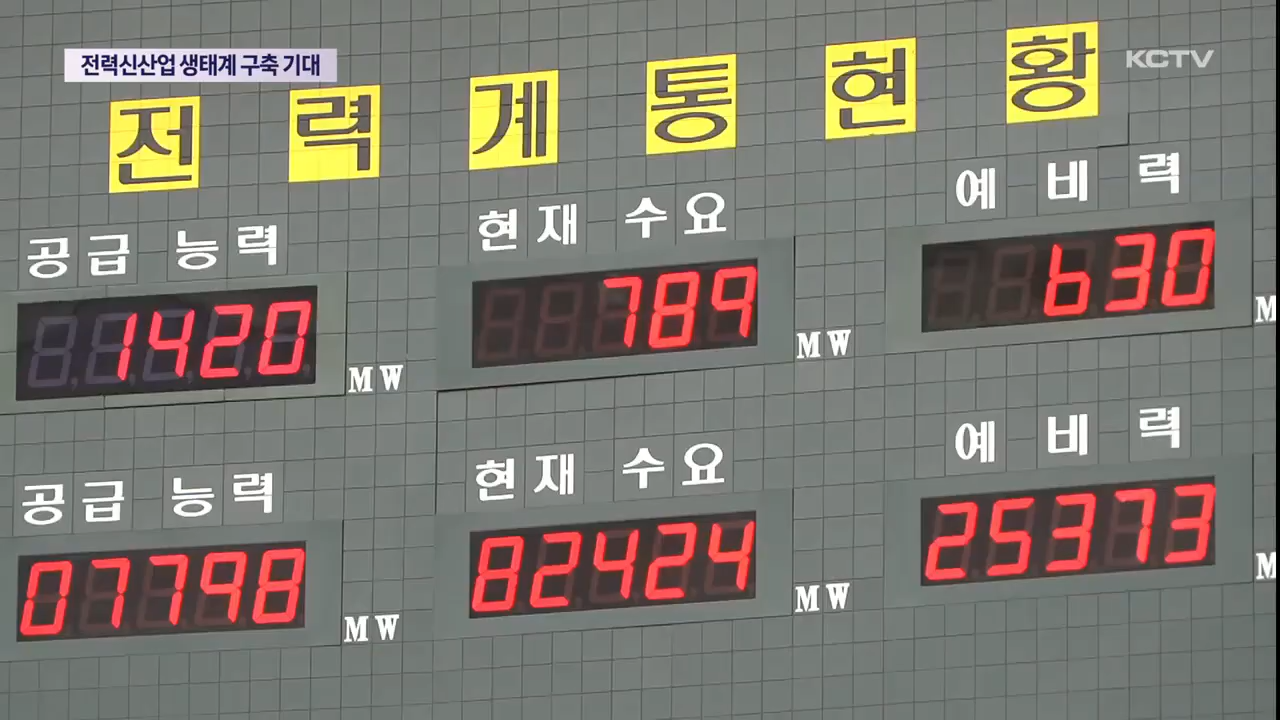 전력신산업 생태계 구축 기대
KCTV
전력계통현황
공급 능력 현재 수요 예비력
1420 MW 789 MW 630 M
공급 능력 현재 수요 예비력
07798 MW 82424 MW 25373 M